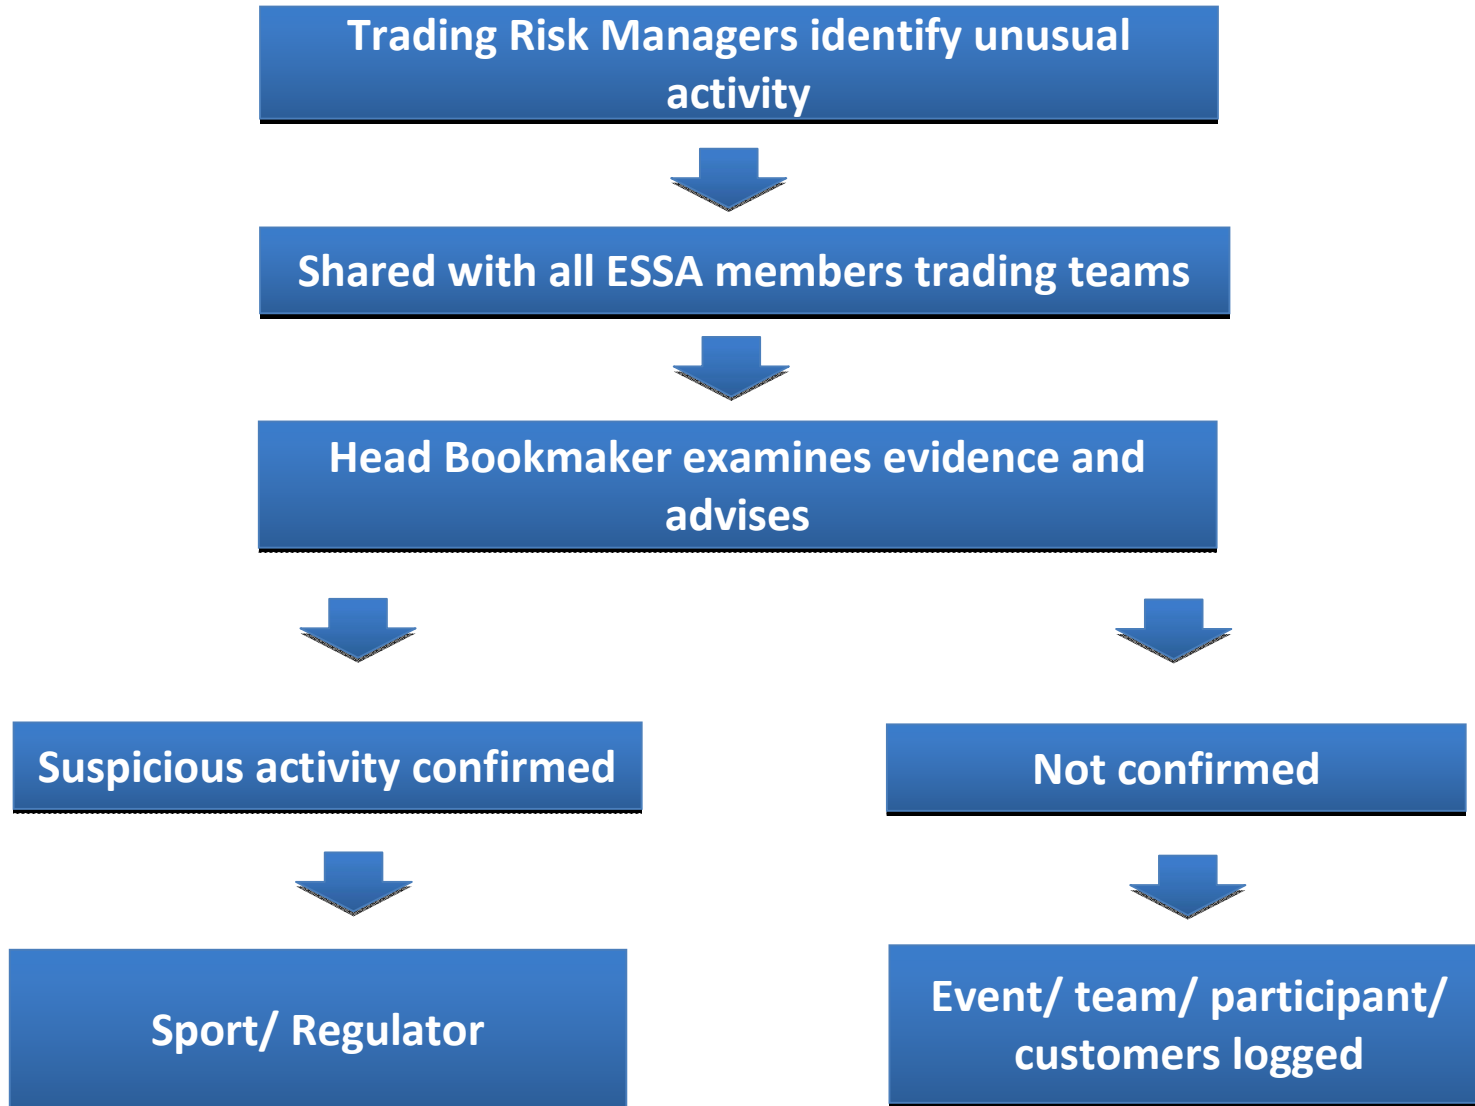 Trading Risk Managers identify unusual
activity
Shared with all ESSA members trading teams
Head Bookmaker examines evidence and
advises
Suspicious activity confirmed
Not confirmed
Sport/ Regulator
Event/ team/ participant/
customers logged